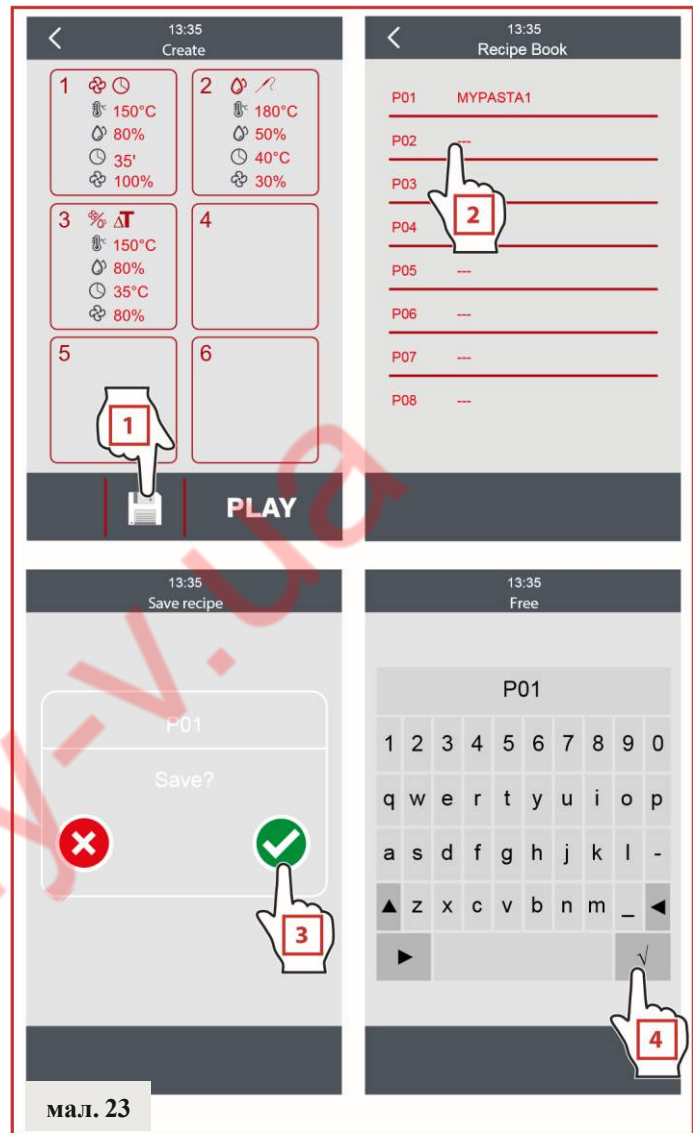 13:35
Create
1
150°C
80%
35'
100%
2
180°C
50%
40°C
30%
3 % ΔT
150°C
80%
35°C
80%
4
5
6
1
PLAY
13:35
Recipe Book
P01 MYPASTA1
P02 ---
P03
P04
P05 ---
P06 ---
P07 ---
P08 ---
2
13:35
Save recipe
P01
Save?
3
13:35
Free
P01
1 2 3 4 5 6 7 8 9 0
q w e r t y u i o p
a s d f g h j k l -
▲ z x c v b n m _ ◄
► √
4
мал. 23
y-v.ua